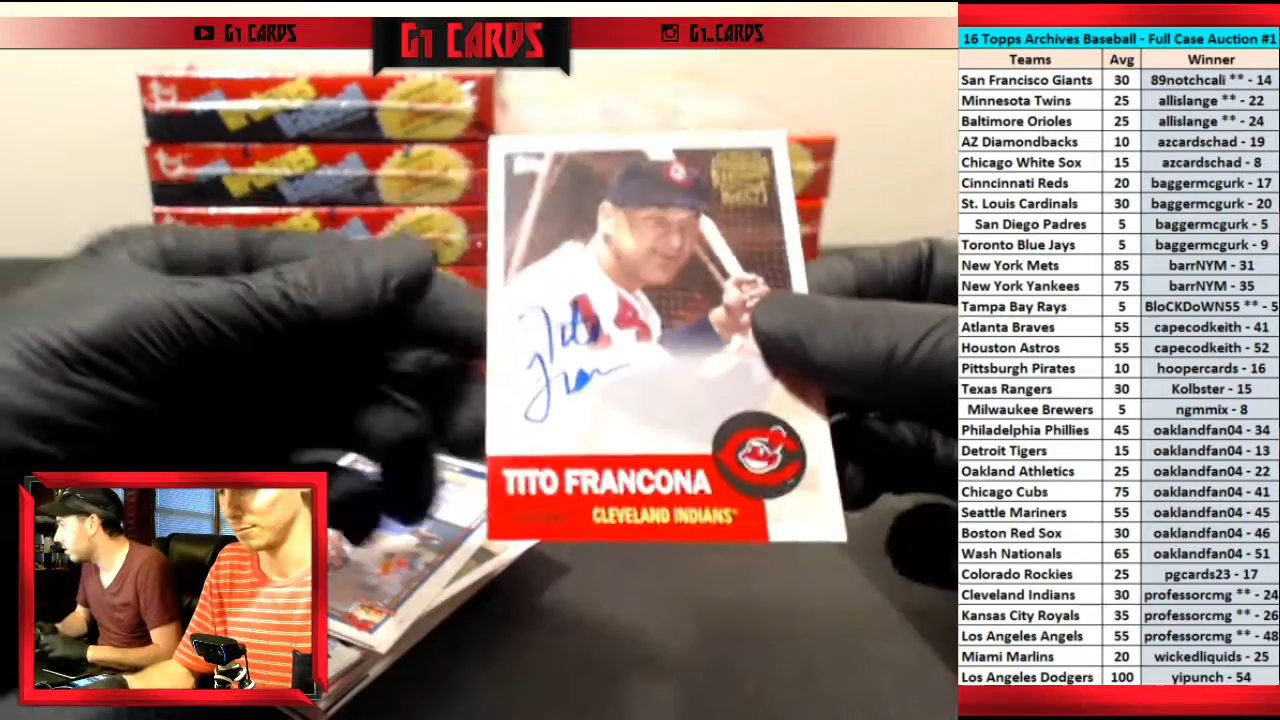 G1 CARDS
G1 CARDS
G1_CARDS
TITO FRANCONA
CLEVELAND INDIANS
Tito
Fran
16 Topps Archives Baseball - Full Case Auction #1
Teams Avg Winner
San Francisco Giants 30 89notchcali ** - 14
Minnesota Twins 25 allislange ** - 22
Baltimore Orioles 25 allislange ** - 24
AZ Diamondbacks 10 azcardschad - 19
Chicago White Sox 15 azcardschad - 8
Cinncinnati Reds 20 baggermcgurk - 17
St. Louis Cardinals 30 baggermcgurk - 20
San Diego Padres 5 baggermcgurk - 5
Toronto Blue Jays 5 baggermcgurk - 9
New York Mets 85 barrNYM - 31
New York Yankees 75 barrNYM - 35
Tampa Bay Rays 5 BloCKDoWN55 ** - 5
Atlanta Braves 55 capecodkeith - 41
Houston Astros 55 capecodkeith - 52
Pittsburgh Pirates 10 hoopercards - 16
Texas Rangers 30 Kolbster - 15
Milwaukee Brewers 5 ngmmix - 8
Philadelphia Phillies 45 oaklandfan04 - 34
Detroit Tigers 15 oaklandfan04 - 13
Oakland Athletics 25 oaklandfan04 - 22
Chicago Cubs 75 oaklandfan04 - 41
Seattle Mariners 55 oaklandfan04 - 45
Boston Red Sox 30 oaklandfan04 - 46
Wash Nationals 65 oaklandfan04 - 51
Colorado Rockies 25 pgcards23 - 17
Cleveland Indians 30 professorcmg ** - 24
Kansas City Royals 35 professorcmg ** - 26
Los Angeles Angels 55 professorcmg ** - 48
Miami Marlins 20 wickedliquids - 25
Los Angeles Dodgers 100 yipunch - 54